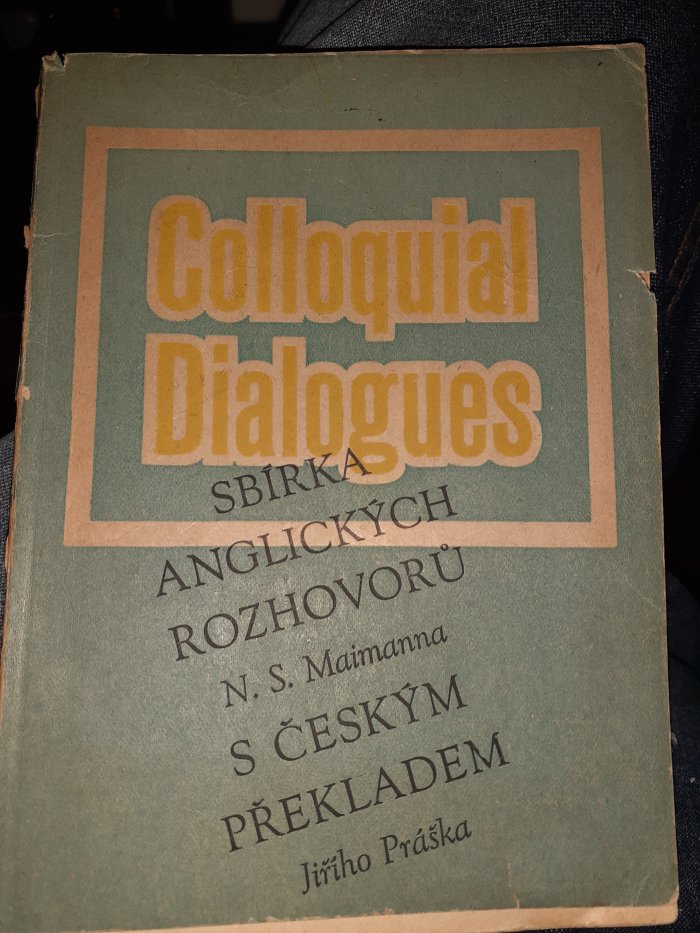 Colloquial
Dialogues
SBÍRKA
ANGLICKÝCH
ROZHOVORŮ
N. S. Maimanna
S ČESKÝM
PŘEKLADEM
Jiřího Práška